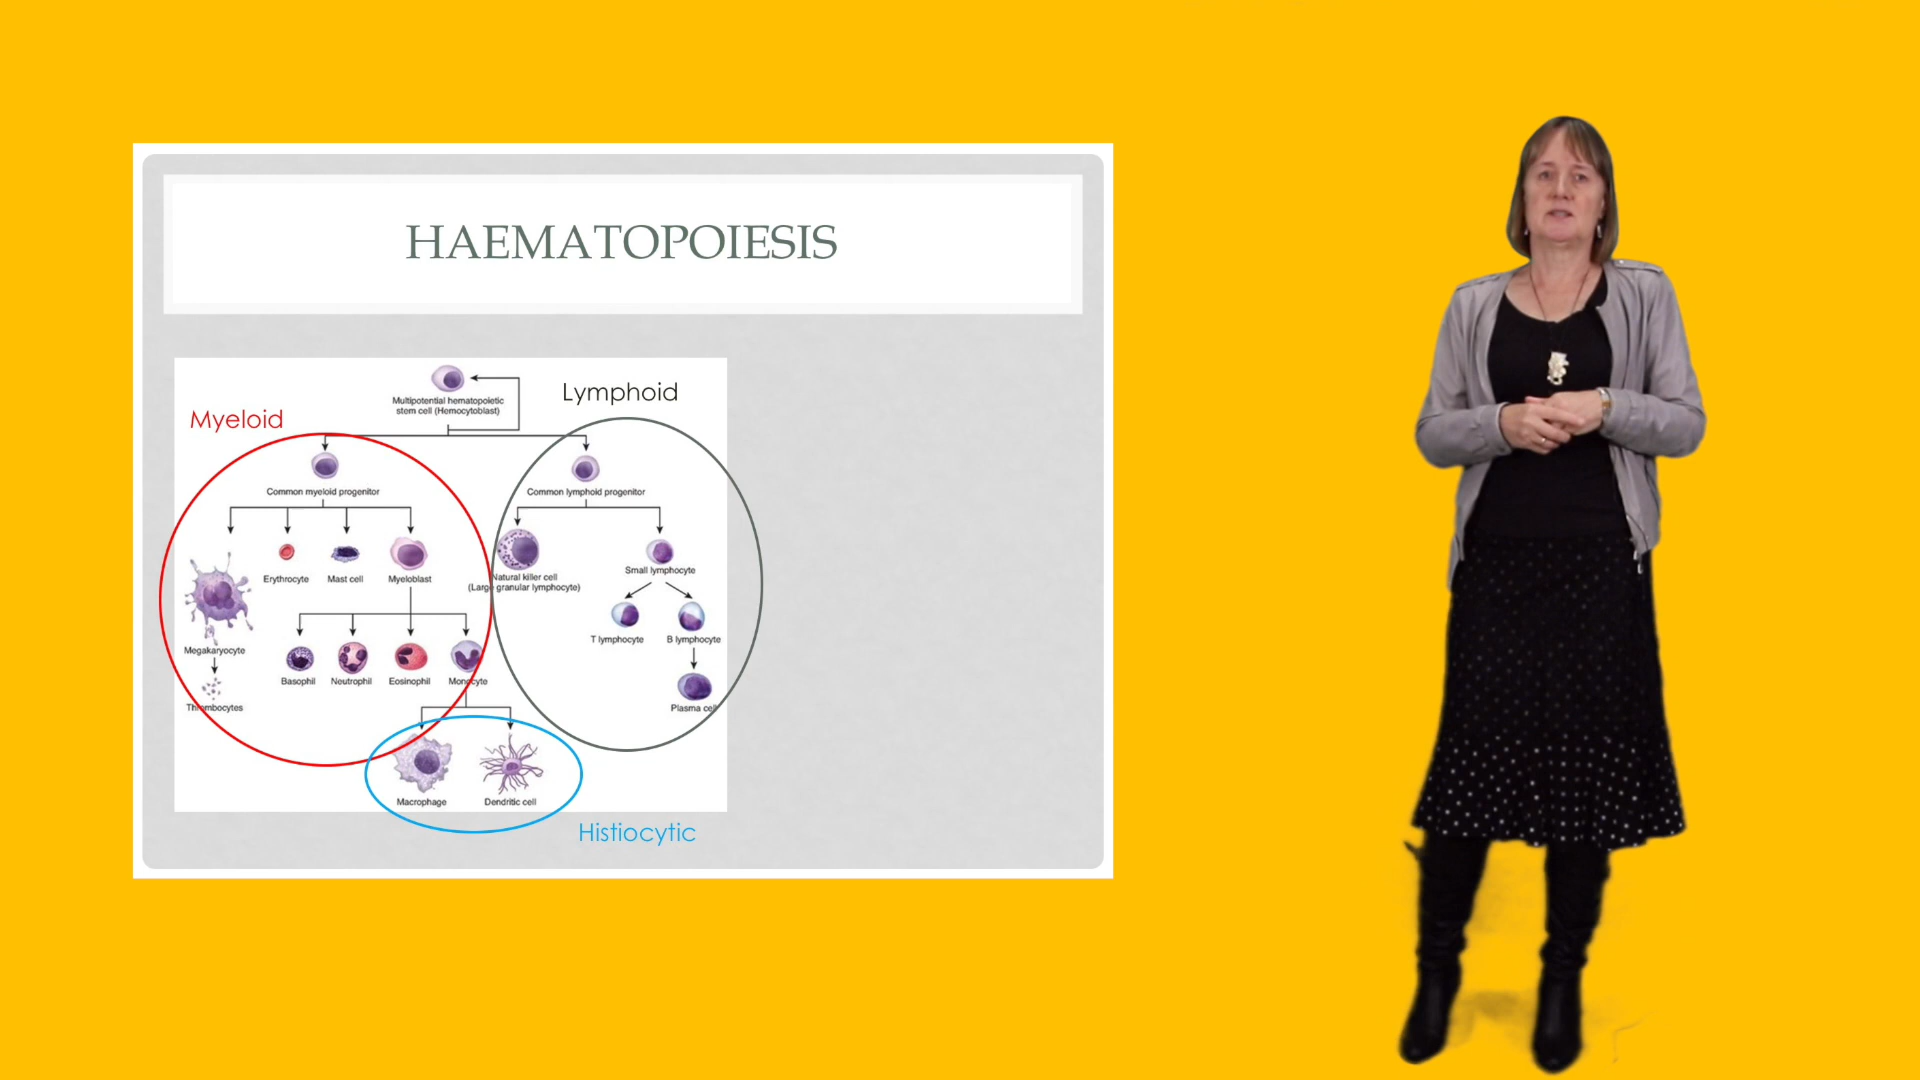 HAEMATOPOIESIS
Lymphoid
Myeloid
Multipotential hematopoietic
stem cell (Hemocytoblast)
Common myeloid progenitor
Common lymphoid progenitor
Erythrocyte
Mast cell
Myeloblast
Natural killer cell
(Large granular lymphocyte)
Small lymphocyte
T lymphocyte
B lymphocyte
Megakaryocyte
Basophil
Neutrophil
Eosinophil
Monocyte
Thrombocytes
Plasma cell
Macrophage
Dendritic cell
Histiocytic